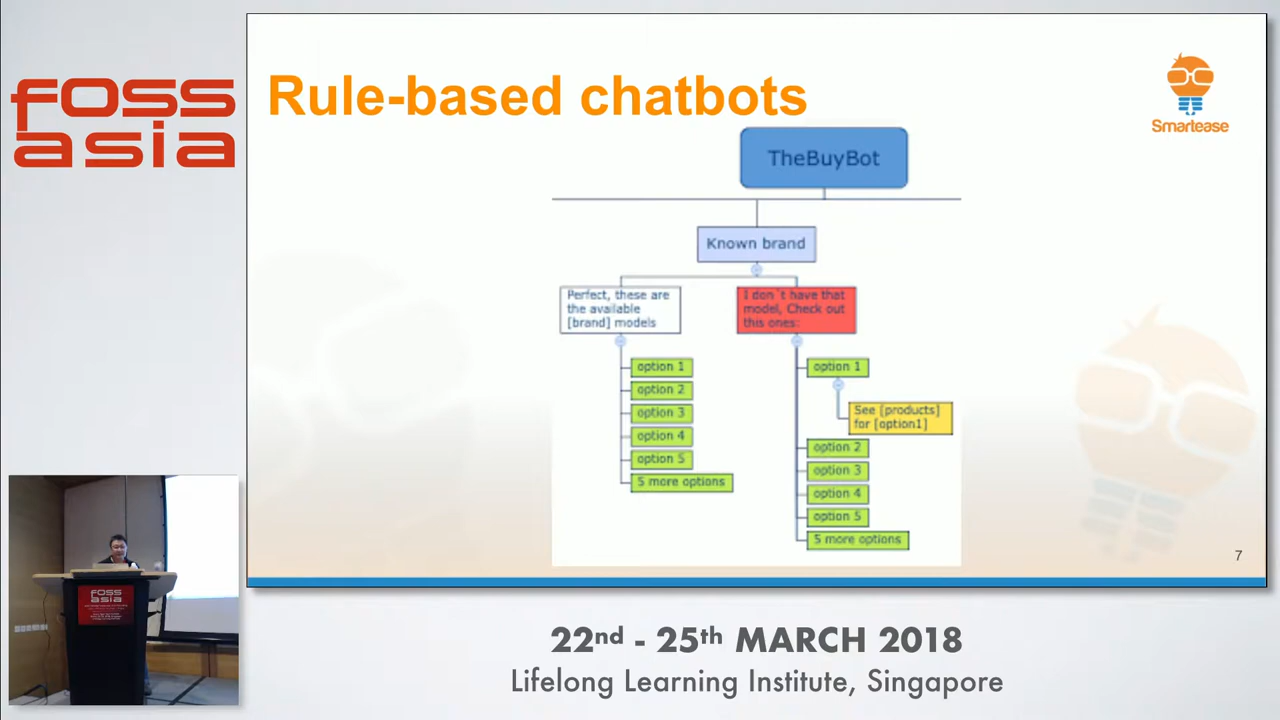 foss
asia
Rule-based chatbots
Smartease
TheBuyBot
Known brand
Perfect, these are
the available
[brand] models
I don´t have that
model, Check out
this ones:
option 1
option 2
option 3
option 4
option 5
5 more options
option 1
See [products]
for [option1]
option 2
option 3
option 4
option 5
5 more options
7
foss
asia
22nd - 25th MARCH 2018
Lifelong Learning Institute, Singapore